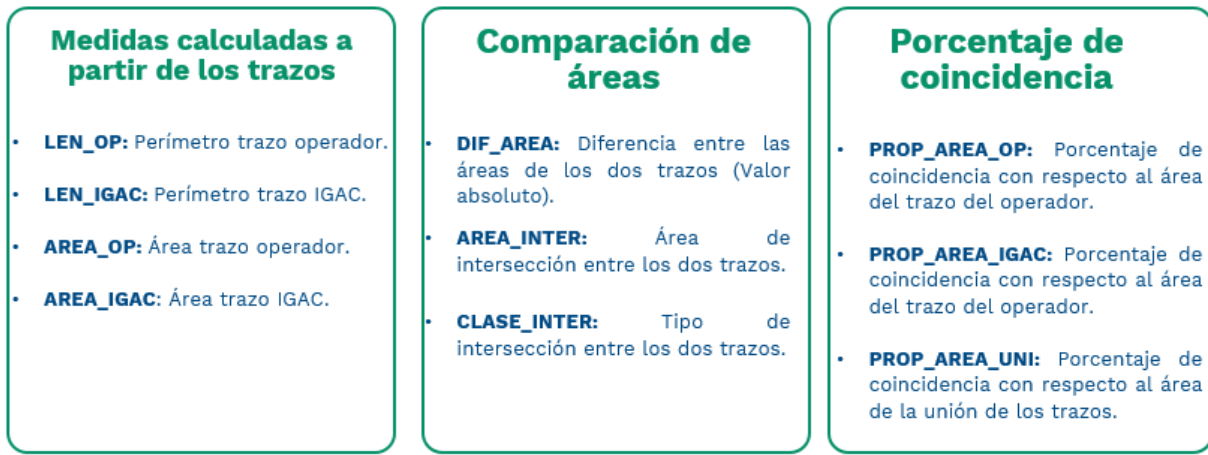 Medidas calculadas a
partir de los trazos
• LEN_OP: Perímetro trazo operador.
• LEN_IGAC: Perímetro trazo IGAC.
• AREA_OP: Área trazo operador.
• AREA_IGAC: Área trazo IGAC.
Comparación de
áreas
• DIF_AREA: Diferencia entre las
áreas de los dos trazos (Valor
absoluto).
• AREA_INTER: Área de
intersección entre los dos trazos.
• CLASE_INTER: Tipo de
intersección entre los dos trazos.
Porcentaje de
coincidencia
• PROP_AREA_OP: Porcentaje de
coincidencia con respecto al área
del trazo del operador.
• PROP_AREA_IGAC: Porcentaje de
coincidencia con respecto al área
del trazo del operador.
• PROP_AREA_UNI: Porcentaje de
coincidencia con respecto al área
de la unión de los trazos.